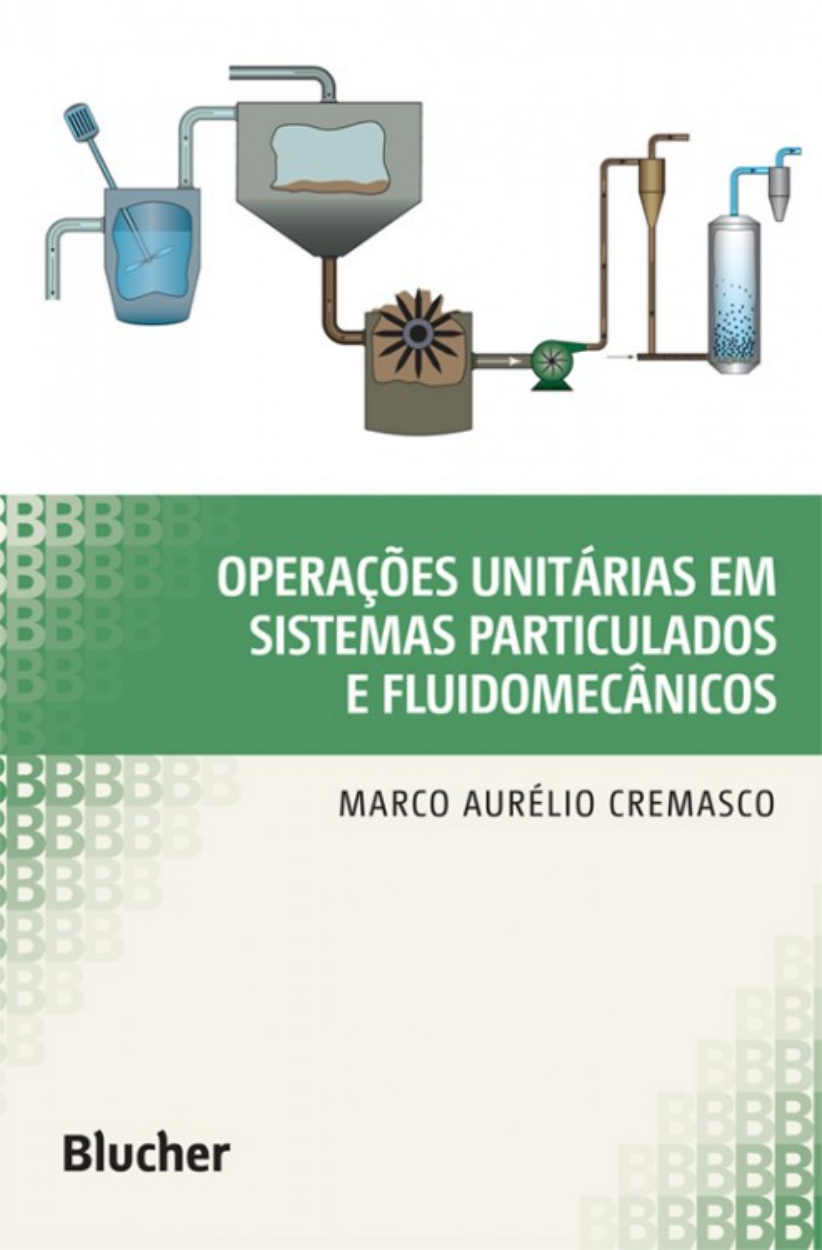 OPERAÇÕES UNITÁRIAS EM
SISTEMAS PARTICULADOS
E FLUIDOMECÂNICOS
MARCO AURÉLIO CREMASCO
Blucher